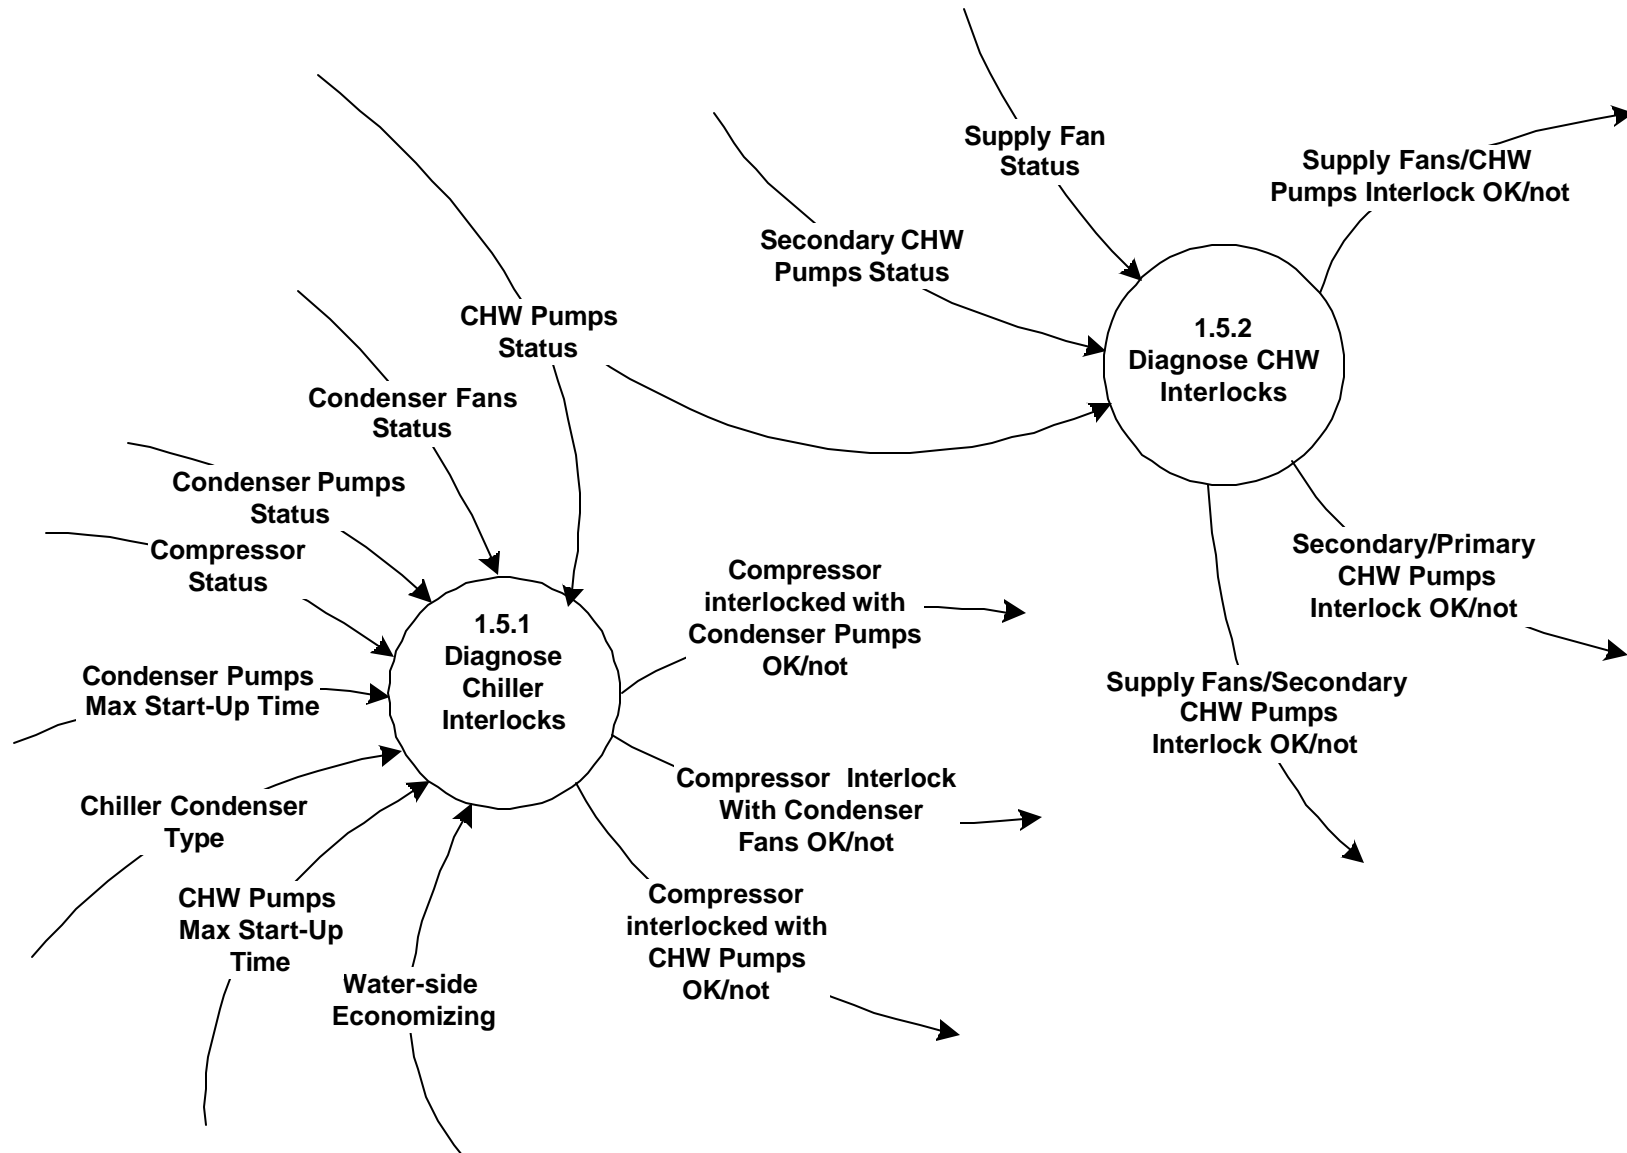 Supply Fan
Status
Supply Fans/CHW
Pumps Interlock OK/not
Secondary CHW
Pumps Status
CHW Pumps
Status
1.5.2
Diagnose CHW
Interlocks
Condenser Fans
Status
Condenser Pumps
Status
Compressor
Status
Secondary/Primary
CHW Pumps
Interlock OK/not
Compressor
interlocked with
Condenser Pumps
OK/not
1.5.1
Diagnose
Chiller
Interlocks
Condenser Pumps
Max Start-Up Time
Supply Fans/Secondary
CHW Pumps
Interlock OK/not
Compressor  Interlock
With Condenser
Fans OK/not
Chiller Condenser
Type
CHW Pumps
Max Start-Up
Time
Compressor
interlocked with
CHW Pumps
OK/not
Water-side
Economizing